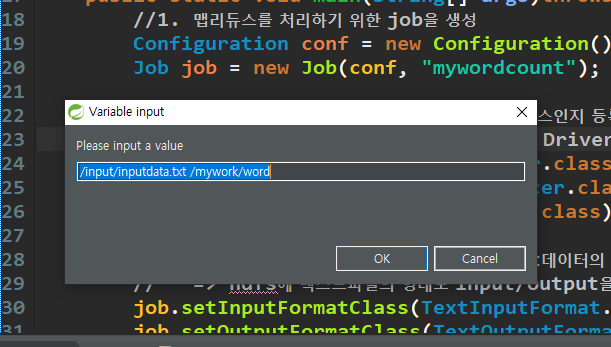 public static void main(String[] args)throws
18 //1. 맵리듀스를 처리하기 위한 job을 생성
19 Configuration conf = new Configuration()
20 Job job = new Job(conf, "mywordcount");
21
Variable input
Please input a value
/input/inputdata.txt /mywork/word
OK Cancel
22 스인지 등록
23 Driver
24 r.class
25 cer.class
26 class)
27
28 데이터의
29 // => hdfs에 텍스트파일의 형태로 input/output을
30 job.setInputFormatClass(TextInputFormat.
31 job.setOutputFormatClass(TextOutputForma